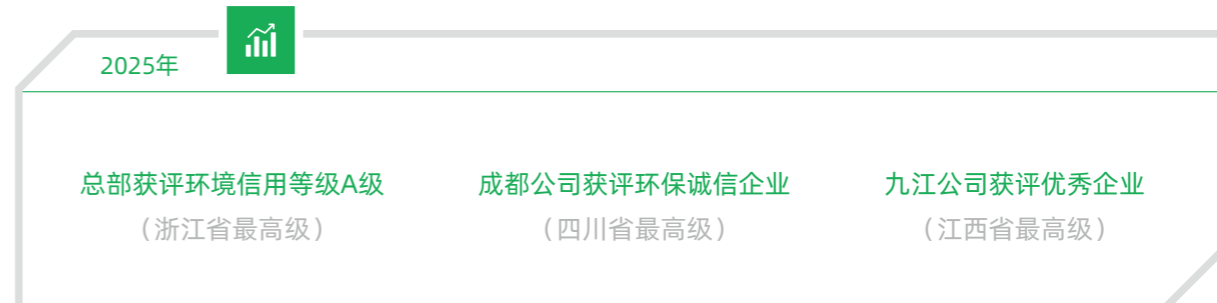 2025年
总部获评环境信用等级A级
（浙江省最高级）
成都公司获评环保诚信企业
（四川省最高级）
九江公司获评优秀企业
（江西省最高级）